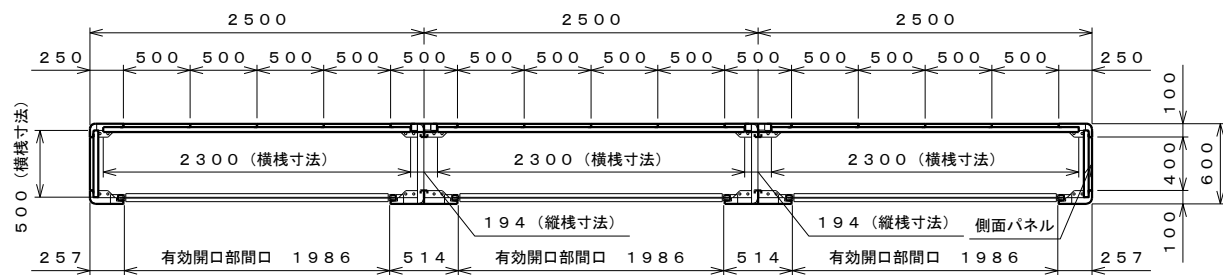 ２５００　２５００　２５００
２５０　５００　５００　５００　５００　５００　５００　５００　５００　５００　５００　５００　５００　５００　５００　２５０
１００
５００（横桟寸法）
２３００（横桟寸法）　２３００（横桟寸法）　２３００（横桟寸法）
４００
６００
１９４（縦桟寸法）　１９４（縦桟寸法）　側面パネル
１００
２５７　有効開口部間口　１９８６　５１４　有効開口部間口　１９８６　５１４　有効開口部間口　１９８６　２５７